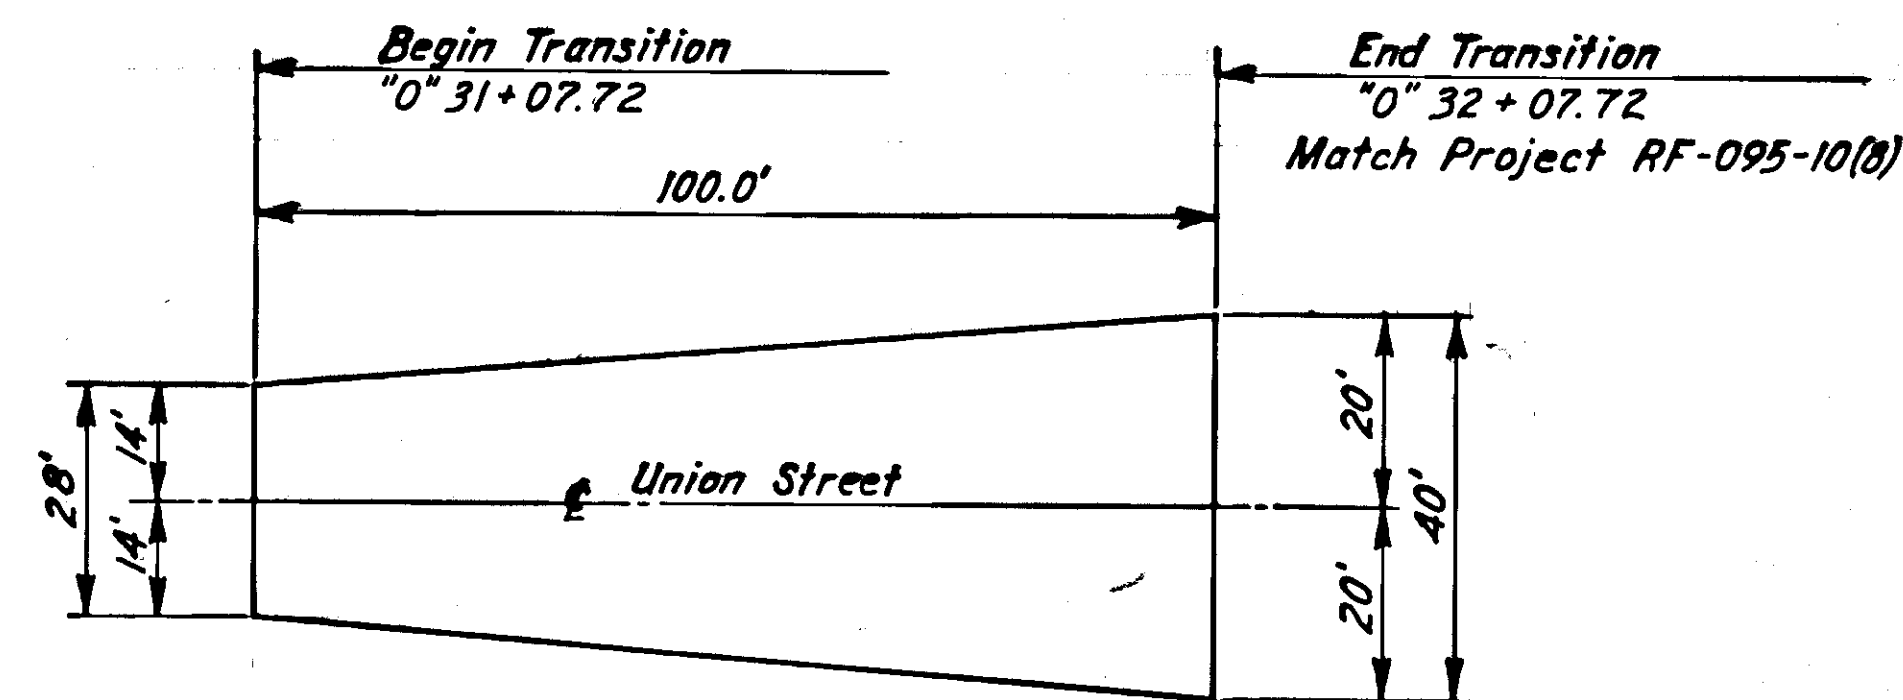 Begin Transition
"O" 31+07.72
End Transition
"O" 32+07.72
Match Project RF-095-10(8)
100.0'
28'
14'
14'
℄ Union Street
20'
20'
40'